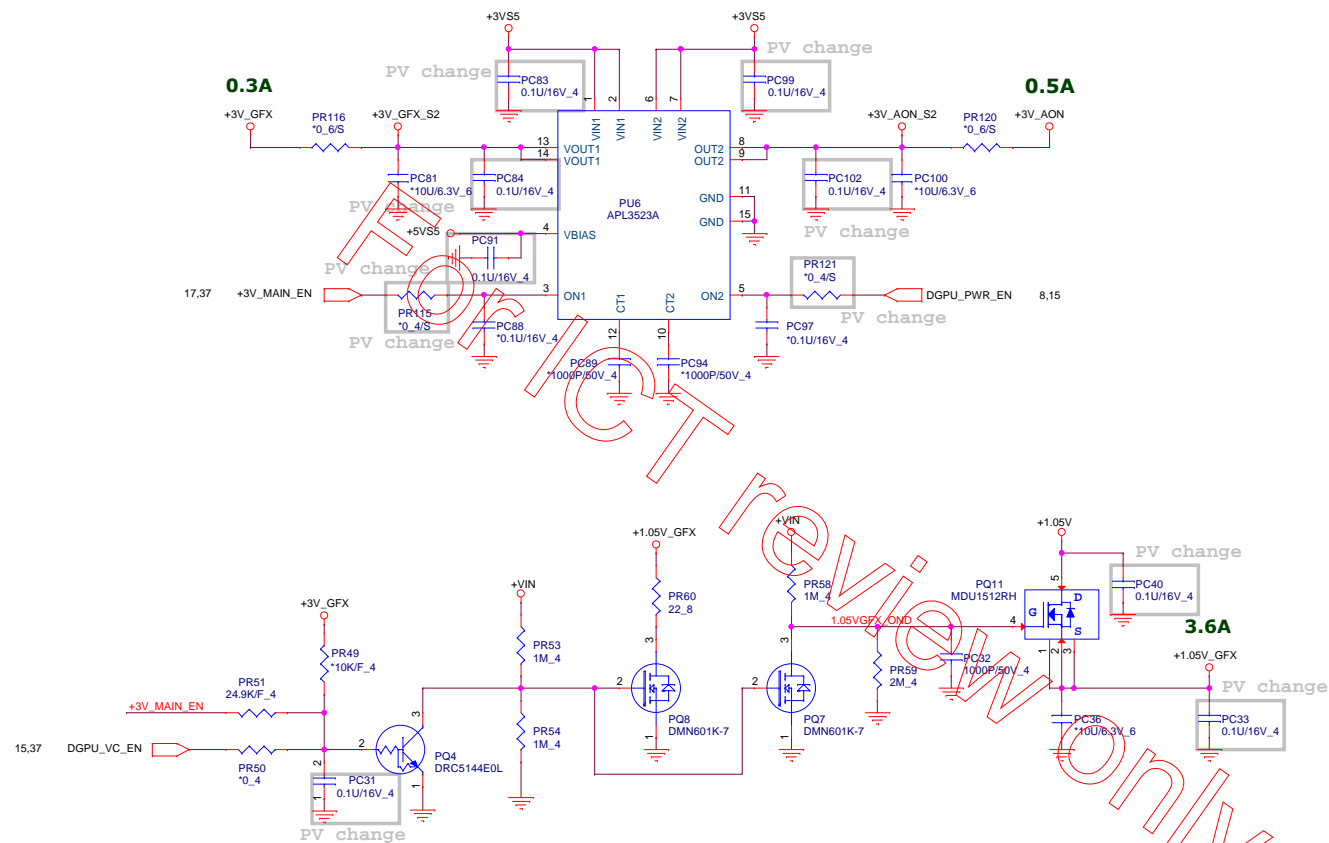 +3VS5
+3VS5
PV change
PV change
PC83
0.1U/16V_4
PC99
0.1U/16V_4
0.3A
0.5A
1
2
6
7
VIN1
VIN1
VIN2
VIN2
+3V_GFX
PR116
*0_6/S
+3V_GFX_S2
+3V_AON_S2
PR120
*0_6/S
+3V_AON
13
14
VOUT1
VOUT1
OUT2
OUT2
8
9
PC81
*10U/6.3V_6
PC84
0.1U/16V_4
PC102
0.1U/16V_4
PC100
*10U/6.3V_6
PV change
PV change
PU6
APL3523A
GND
11
GND
15
+5VS5
4
VBIAS
PC91
0.1U/16V_4
PV change
17,37
+3V_MAIN_EN
PR115
*0_4/S
3
ON1
CT1
CT2
ON2
5
PR121
*0_4/S
DGPU_PWR_EN
8,15
PV change
PV change
PC88
*0.1U/16V_4
12
10
PC97
*0.1U/16V_4
PC89
*1000P/50V_4
PC94
*1000P/50V_4
For ICT review only
+1.05V_GFX
+VIN
+1.05V
PV change
+VIN
PR60
22_8
PR58
1M_4
PQ11
MDU1512RH
5
D
G
S
4
1
2
3
PC40
0.1U/16V_4
3.6A
+3V_GFX
PR49
*10K/F_4
PR53
1M_4
1.05VGFX_OND
+1.05V_GFX
PR51
24.9K/F_4
+3V_MAIN_EN
3
2
1
PQ8
DMN601K-7
3
2
1
PQ7
DMN601K-7
PR59
2M_4
PC32
1000P/50V_4
PV change
PC36
*10U/6.3V_6
PC33
0.1U/16V_4
15,37
DGPU_VC_EN
PR50
*0_4
3
2
1
PQ4
DRC5144E0L
PR54
1M_4
2
1
PC31
0.1U/16V_4
PV change